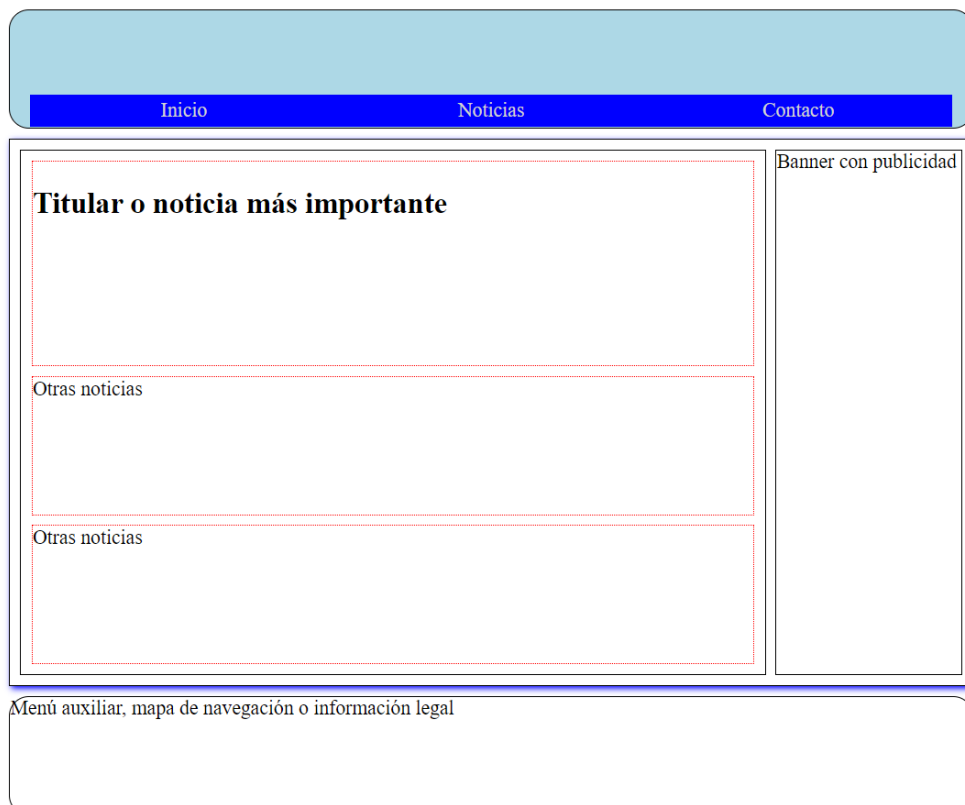 Inicio Noticias Contacto
Titular o noticia más importante
Banner con publicidad
Otras noticias
Otras noticias
Menú auxiliar, mapa de navegación o información legal